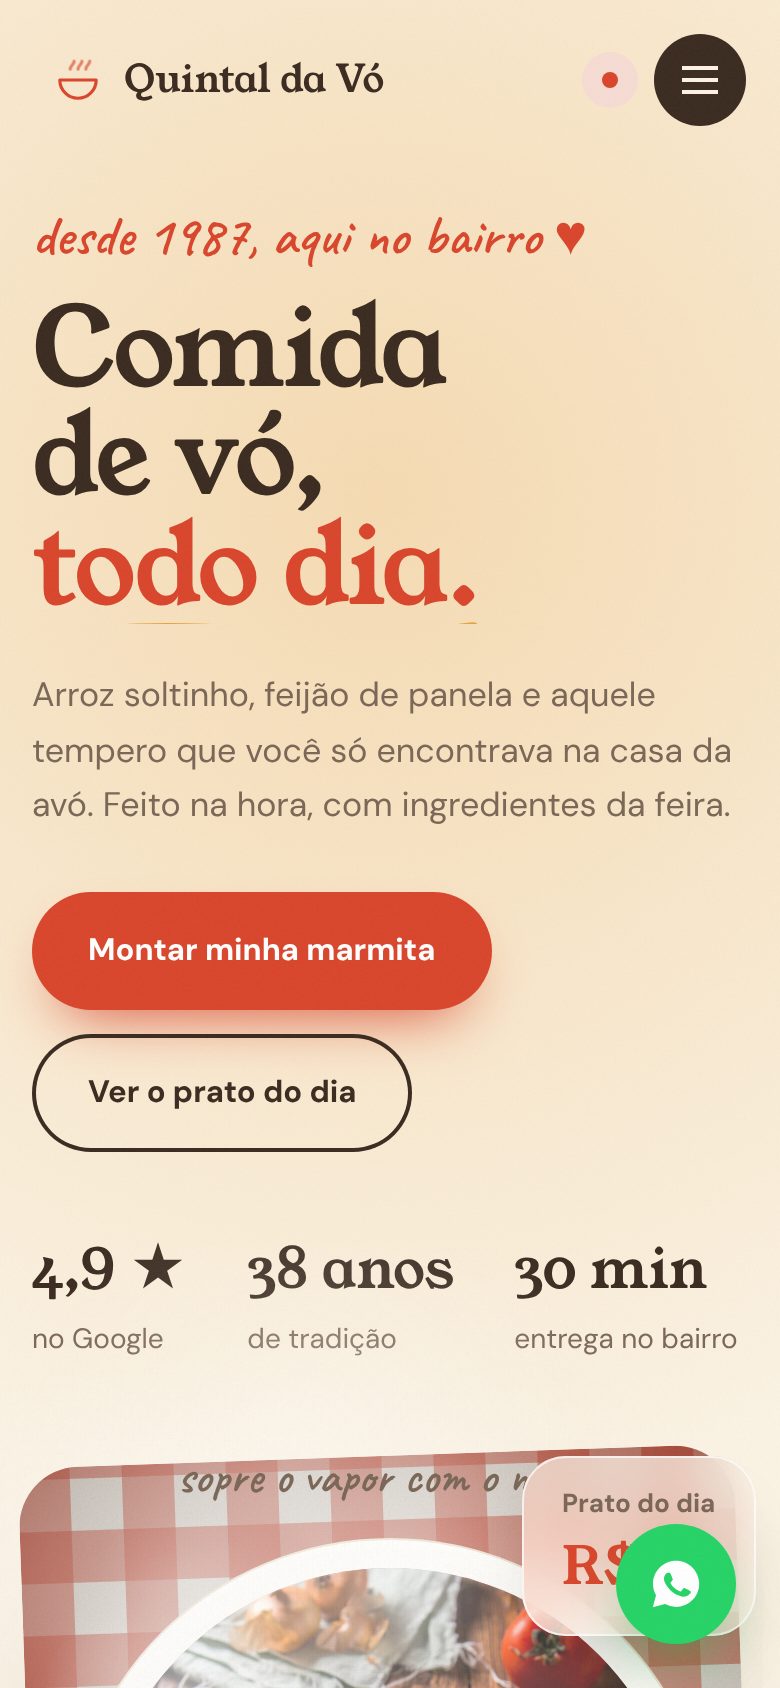 Quintal da Vó
desde 1987, aqui no bairro ♥
Comida
de vó,
todo dia.
Arroz soltinho, feijão de panela e aquele
tempero que você só encontrava na casa da
avó. Feito na hora, com ingredientes da feira.
Montar minha marmita
Ver o prato do dia
4,9 ★
no Google
38 anos
de tradição
30 min
entrega no bairro
sopre o vapor com o
Prato do dia
R$